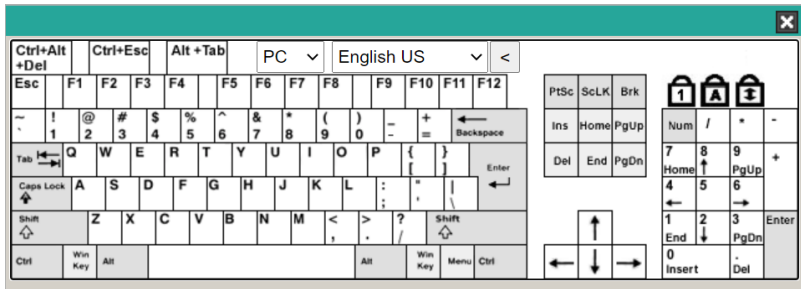 Ctrl+Alt +Del
Ctrl+Esc
Alt +Tab
PC
English US
<
Esc F1 F2 F3 F4 F5 F6 F7 F8 F9 F10 F11 F12
PtSc ScLK Brk
1 A
~ ` ! 1 @ 2 # 3 $ 4 % 5 ^ 6 & 7 * 8 ( 9 ) 0 _ - + = Backspace
Ins Home PgUp
Num / * -
Tab Q W E R T Y U I O P { [ } ] Enter
Del End PgDn
7 Home 8 9 PgUp +
Caps Lock A S D F G H J K L : ; " ' | \
4 5 6
Shift Z X C V B N M < , > . ? / Shift
1 End 2 3 PgDn Enter
Ctrl Win Key Alt Alt Win Key Menu Ctrl
0 Insert . Del